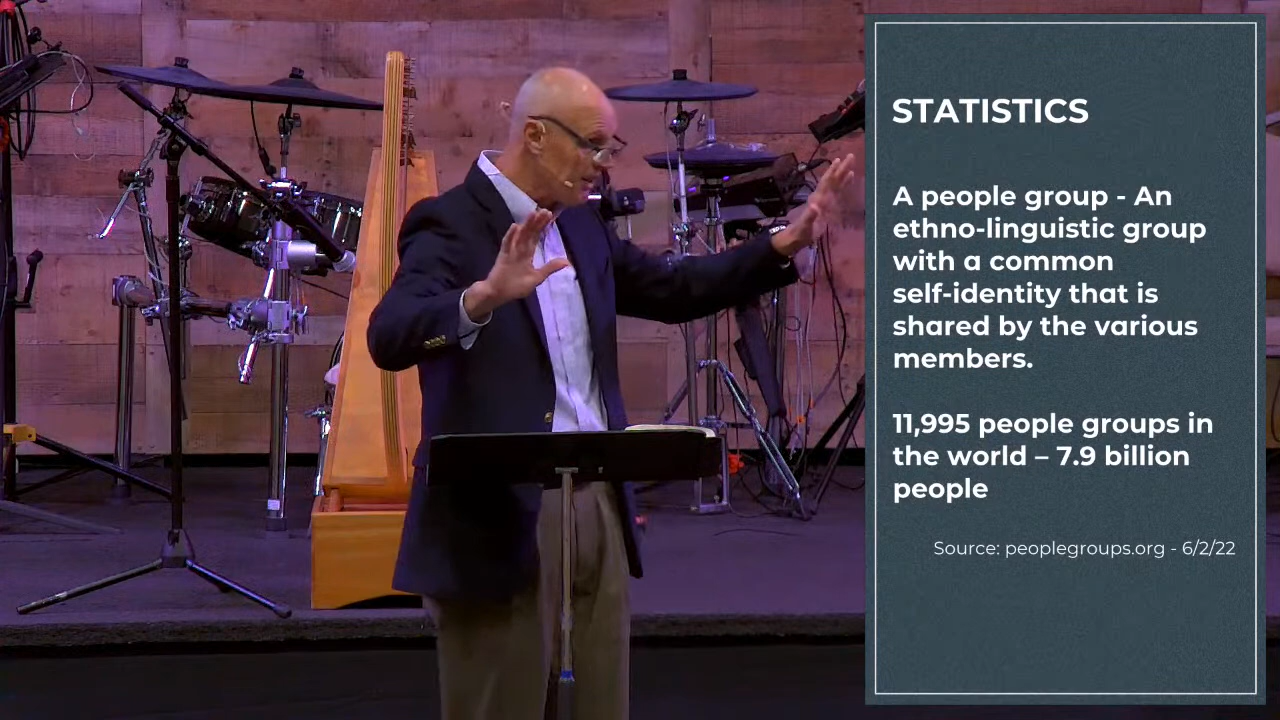 STATISTICS
A people group - An
ethno-linguistic group
with a common
self-identity that is
shared by the various
members.
11,995 people groups in
the world – 7.9 billion
people
Source: peoplegroups.org - 6/2/22